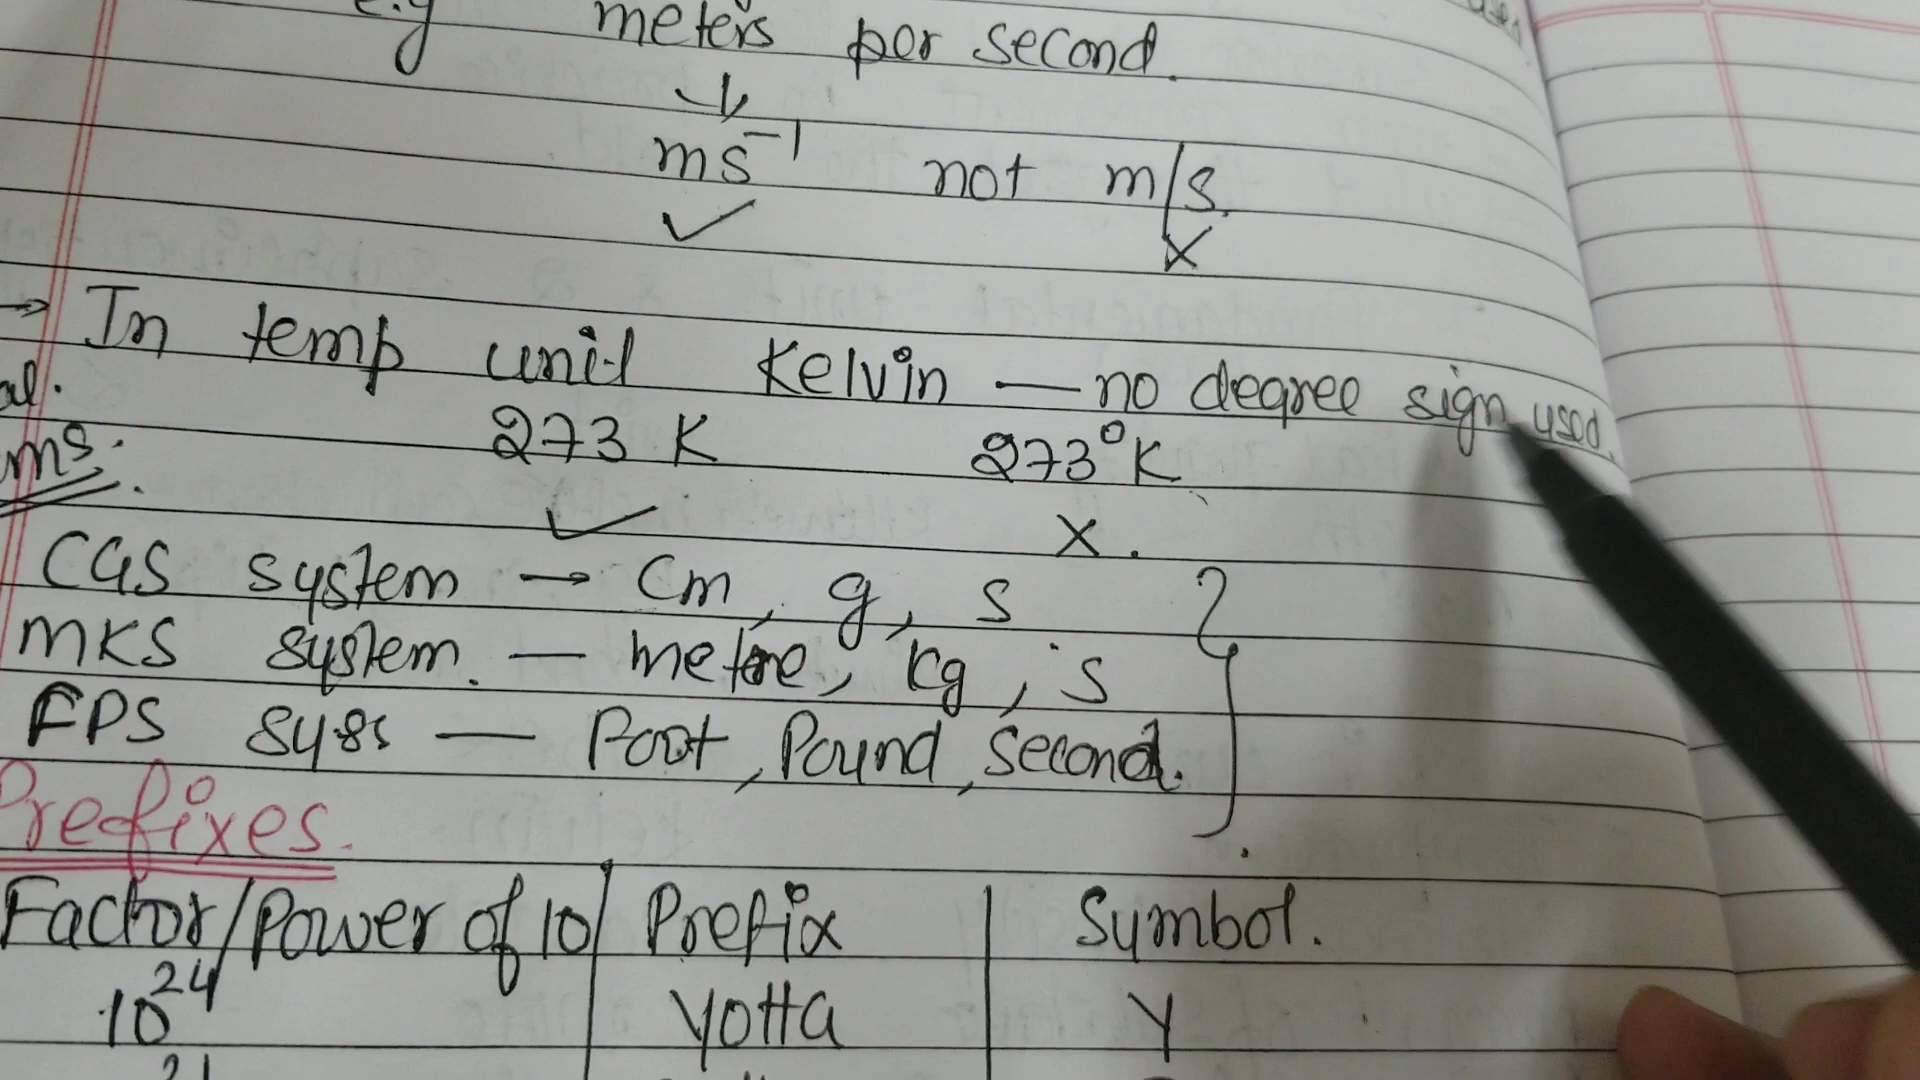 e.g meters per second.
↓
ms⁻¹ not m/s.
✓ ×
→ In temp unit Kelvin — no degree sign used.
273 K 273°K
✓ × .
CGS system → cm, g, s
MKS system. — metre, kg, s
FPS sys — Foot, Pound, Second.
Prefixes.
Factor/Power of 10 | Prefix | Symbol.
10²⁴ | Yotta | Y